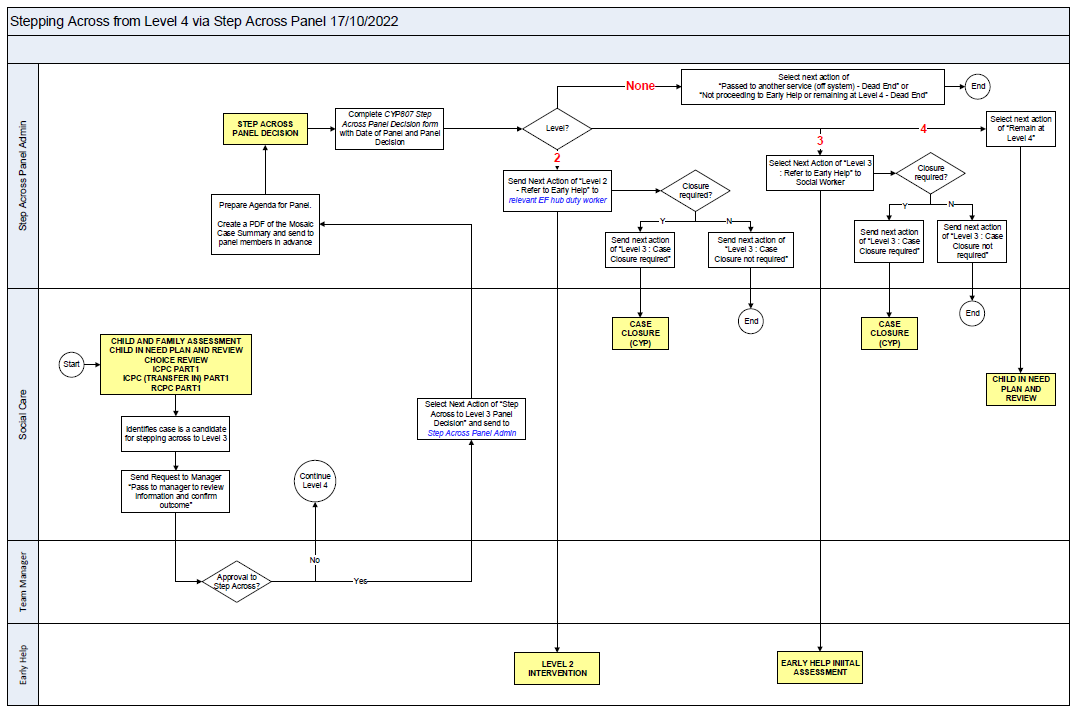 Stepping Across from Level 4 via Step Across Panel 17/10/2022
Step Across Panel Admin
STEP ACROSS
PANEL DECISION
Complete CYP807 Step
Across Panel Decision form
with Date of Panel and Panel
Decision
Level?
None
Select next action of
“Passed to another service (off system) - Dead End” or
“Not proceeding to Early Help or remaining at Level 4 - Dead End”
End
4
Select next action
of “Remain at
Level 4”
3
Select Next Action of “Level 3
: Refer to Early Help” to
Social Worker
Closure
required?
2
Send Next Action of “Level 2
- Refer to Early Help” to
relevant EF hub duty worker
Closure
required?
Prepare Agenda for Panel.
Create a PDF of the Mosaic
Case Summary and send to
panel members in advance
Y
N
Send next action
of “Level 3 : Case
Closure required”
Send next action of
“Level 3 : Case
Closure not required”
Y
N
Send next action
of “Level 3 : Case
Closure required”
Send next action
of “Level 3 : Case
Closure not
required”
Social Care
CASE
CLOSURE
(CYP)
End
CASE
CLOSURE
(CYP)
End
Start
CHILD AND FAMILY ASSESSMENT
CHILD IN NEED PLAN AND REVIEW
CHOICE REVIEW
ICPC PART1
ICPC (TRANSFER IN) PART1
RCPC PART1
CHILD IN NEED
PLAN AND
REVIEW
Identifies case is a candidate
for stepping across to Level 3
Select Next Action of “Step
Across to Level 3 Panel
Decision” and send to
Step Across Panel Admin
Send Request to Manager
“Pass to manager to review
information and confirm
outcome”
Continue
Level 4
Team Manager
Approval to
Step Across?
No
Yes
Early Help
LEVEL 2
INTERVENTION
EARLY HELP INIITAL
ASSESSMENT